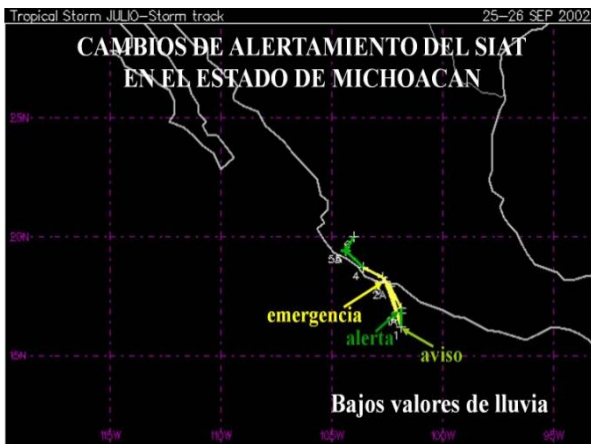 Tropical Storm JULIO-Storm track 25-26 SEP 2002
CAMBIOS DE ALERTAMIENTO DEL SIAT
EN EL ESTADO DE MICHOACAN
25N
20N
4
2A
emergencia
alerta
1
aviso
15N
Bajos valores de lluvia
115W 110W 105W 100W 95W